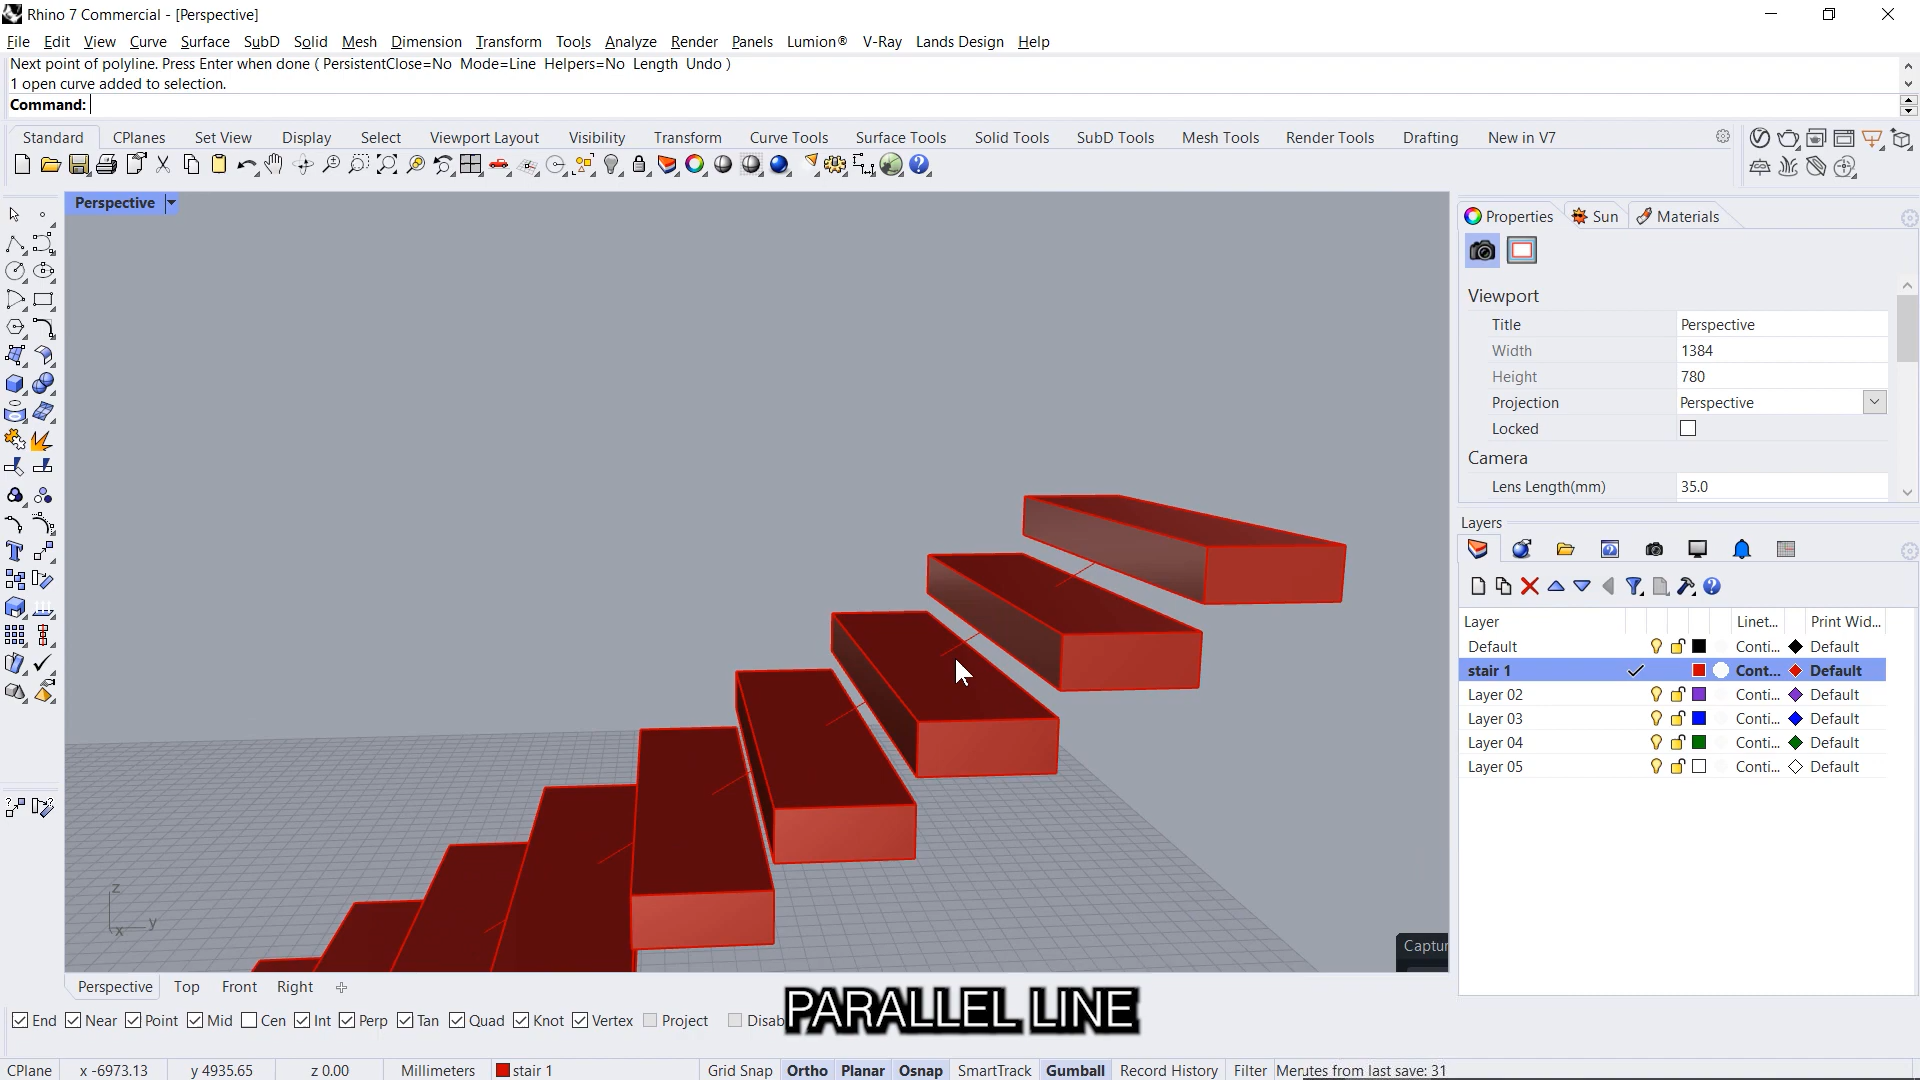 Rhino 7 Commercial - [Perspective]
File Edit View Curve Surface SubD Solid Mesh Dimension Transform Tools Analyze Render Panels Lumion® V-Ray Lands Design Help
Next point of polyline. Press Enter when done ( PersistentClose=No Mode=Line Helpers=No Length Undo )
1 open curve added to selection.
Command:
Standard CPlanes Set View Display Select Viewport Layout Visibility Transform Curve Tools Surface Tools Solid Tools SubD Tools Mesh Tools Render Tools Drafting New in V7
Perspective
Properties Sun Materials
Viewport
Title Perspective
Width 1384
Height 780
Projection Perspective
Locked
Camera
Lens Length(mm) 35.0
Layers
Layer Linet... Print Wid...
Default Conti... Default
stair 1 Cont... Default
Layer 02 Conti... Default
Layer 03 Conti... Default
Layer 04 Conti... Default
Layer 05 Conti... Default
z
y
x
Captur
Perspective Top Front Right
PARALLEL LINE
End Near Point Mid Cen Int Perp Tan Quad Knot Vertex Project Disab
CPlane x -6973.13 y 4935.65 z 0.00 Millimeters stair 1 Grid Snap Ortho Planar Osnap SmartTrack Gumball Record History Filter
utes from last save: 31